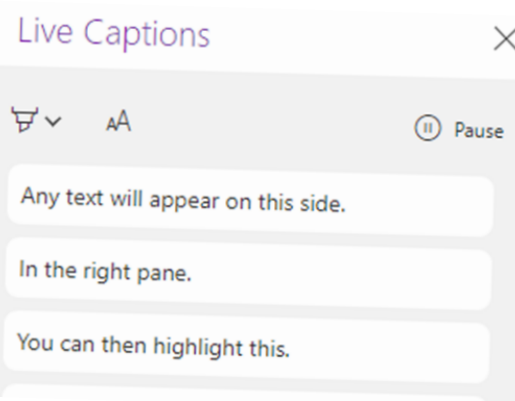 Live Captions
AA
Pause
Any text will appear on this side.
In the right pane.
You can then highlight this.